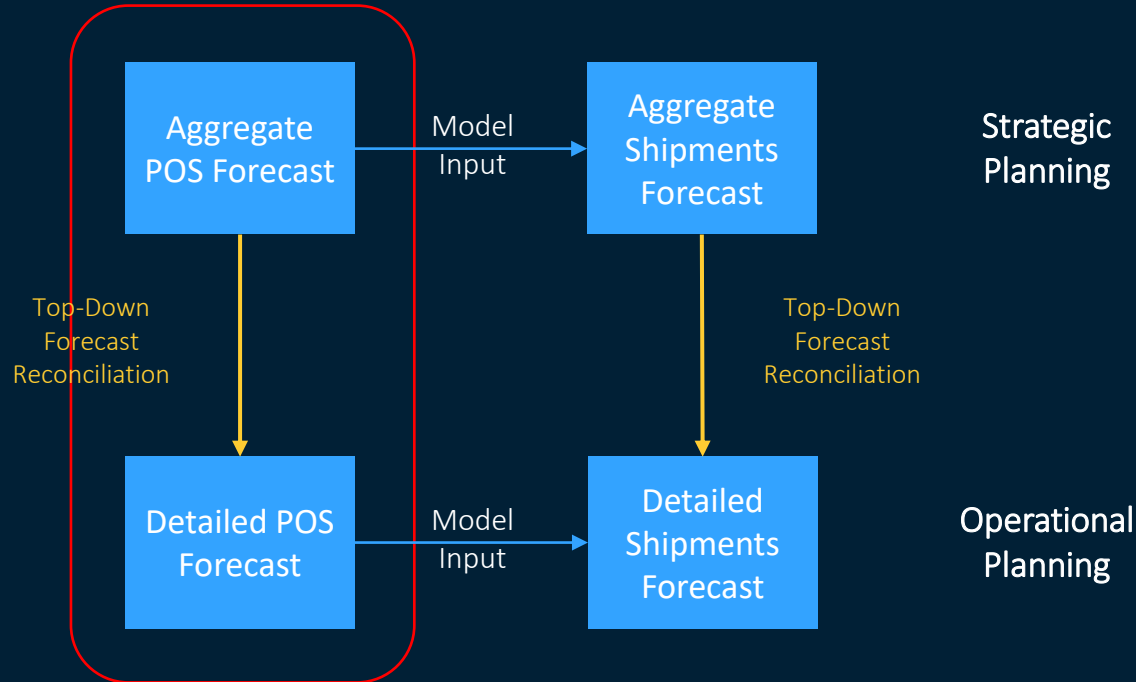 Aggregate
POS Forecast
Model
Input
Aggregate
Shipments
Forecast
Strategic
Planning
Top-Down
Forecast
Reconciliation
Top-Down
Forecast
Reconciliation
Detailed POS
Forecast
Model
Input
Detailed
Shipments
Forecast
Operational
Planning